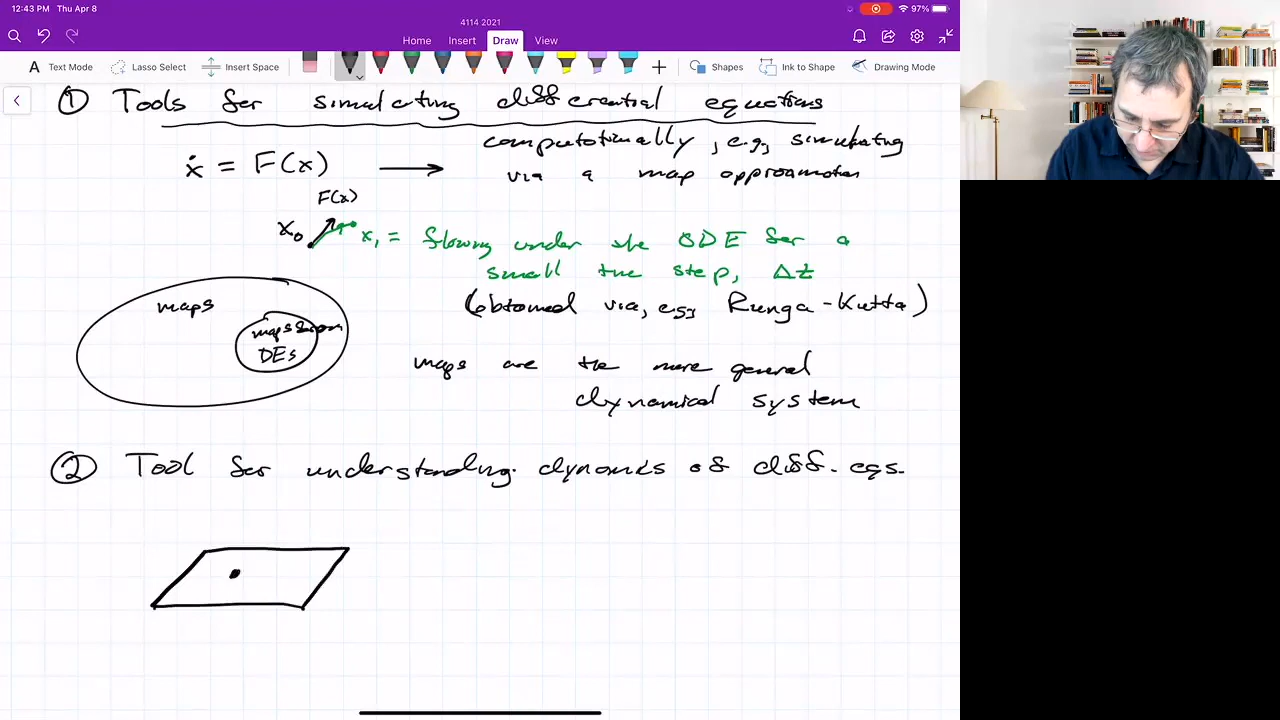 12:43 PM Thu Apr 8
97%
4114 2021
Home Insert Draw View
Text Mode Lasso Select Insert Space Shapes Ink to Shape Drawing Mode
① Tools for simulating differential equations
computationally, e.g., simulating
via a map approximation
ẋ = F(x) →
F(x)
x₀ x₁ = flowing under the ODE for a
small time step, Δt
(obtained via, e.g., Runga-Kutta)
maps
maps from
DEs
maps are the more general
dynamical system
② Tool for understanding dynamics of diff. eqs.